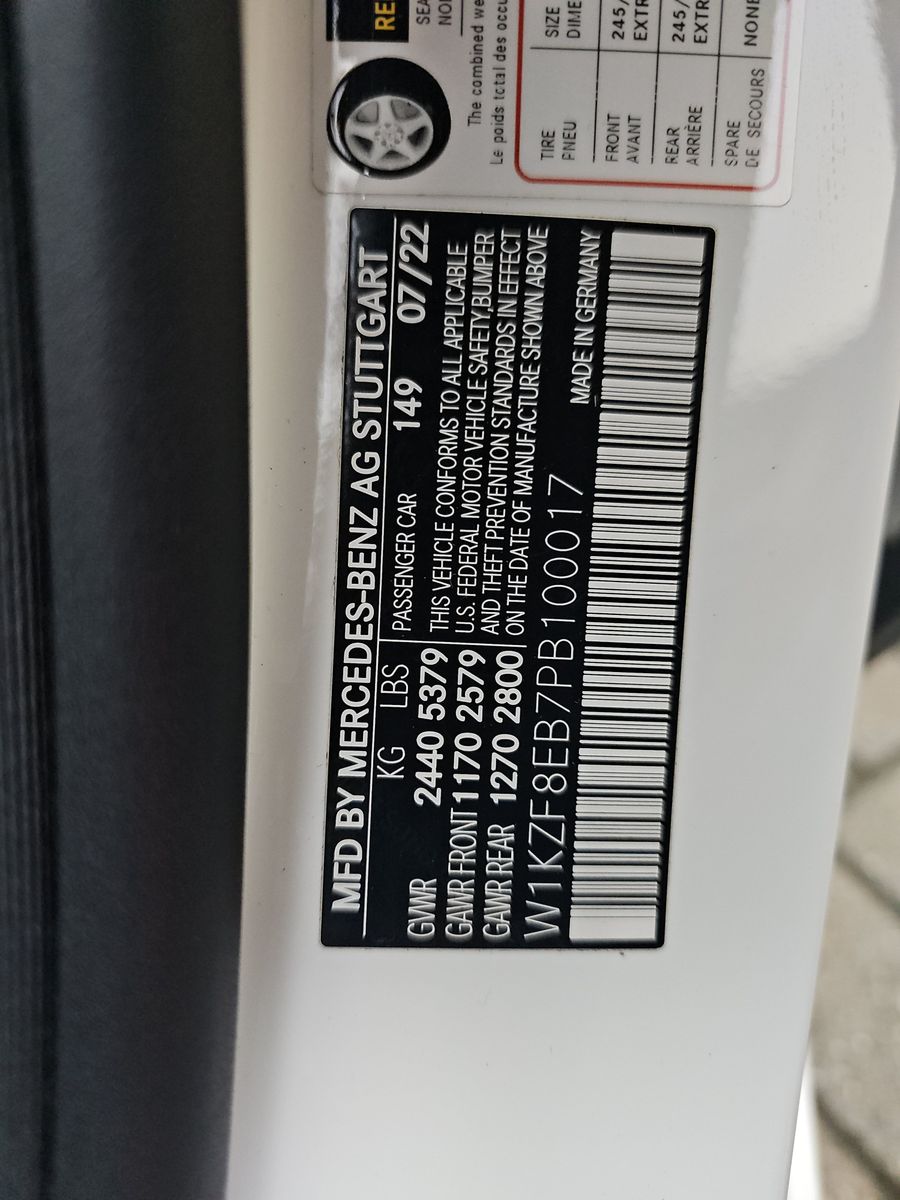 MFD BY MERCEDES-BENZ AG STUTTGART
KG LBS PASSENGER CAR 149 07/22
GVWR 2440 5379 THIS VEHICLE CONFORMS TO ALL APPLICABLE
GAWR FRONT 1170 2579 U.S. FEDERAL MOTOR VEHICLE SAFETY,BUMPER,
GAWR REAR 1270 2800 AND THEFT PREVENTION STANDARDS IN EFFECT
ON THE DATE OF MANUFACTURE SHOWN ABOVE
W1KZF8EB7PB100017 MADE IN GERMANY
The combined
Le poids total des
TIRE SIZE
PNEU
FRONT 245/
AVANT
REAR 245/
ARRIÈRE
SPARE NONE
DE SECOURS